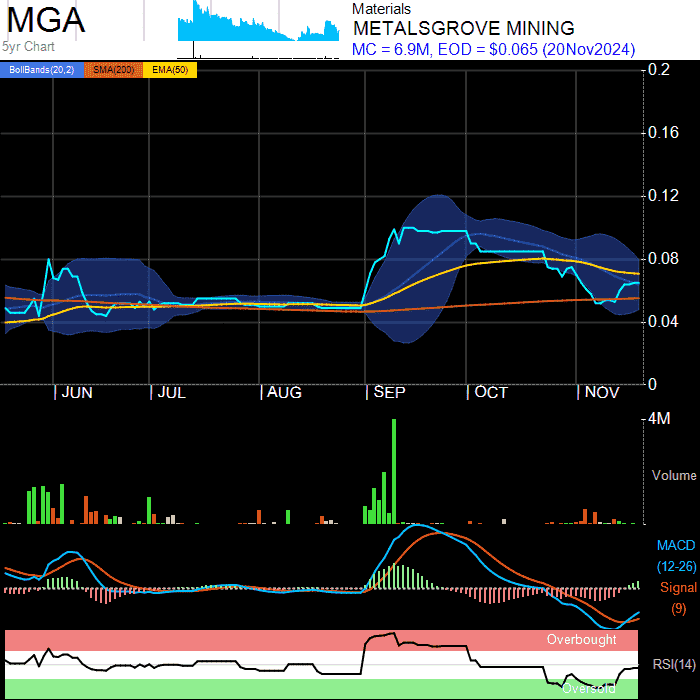 MGA
5yr Chart
Materials
METALSGROVE MINING
MC = 6.9M, EOD = $0.065 (20Nov2024)
BollBands(20,2) SMA(200) EMA(50)
0.2
0.16
0.12
0.08
0.04
0
JUN JUL AUG SEP OCT NOV
4M
Volume
MACD
(12-26)
Signal
(9)
Overbought
RSI(14)
Oversold